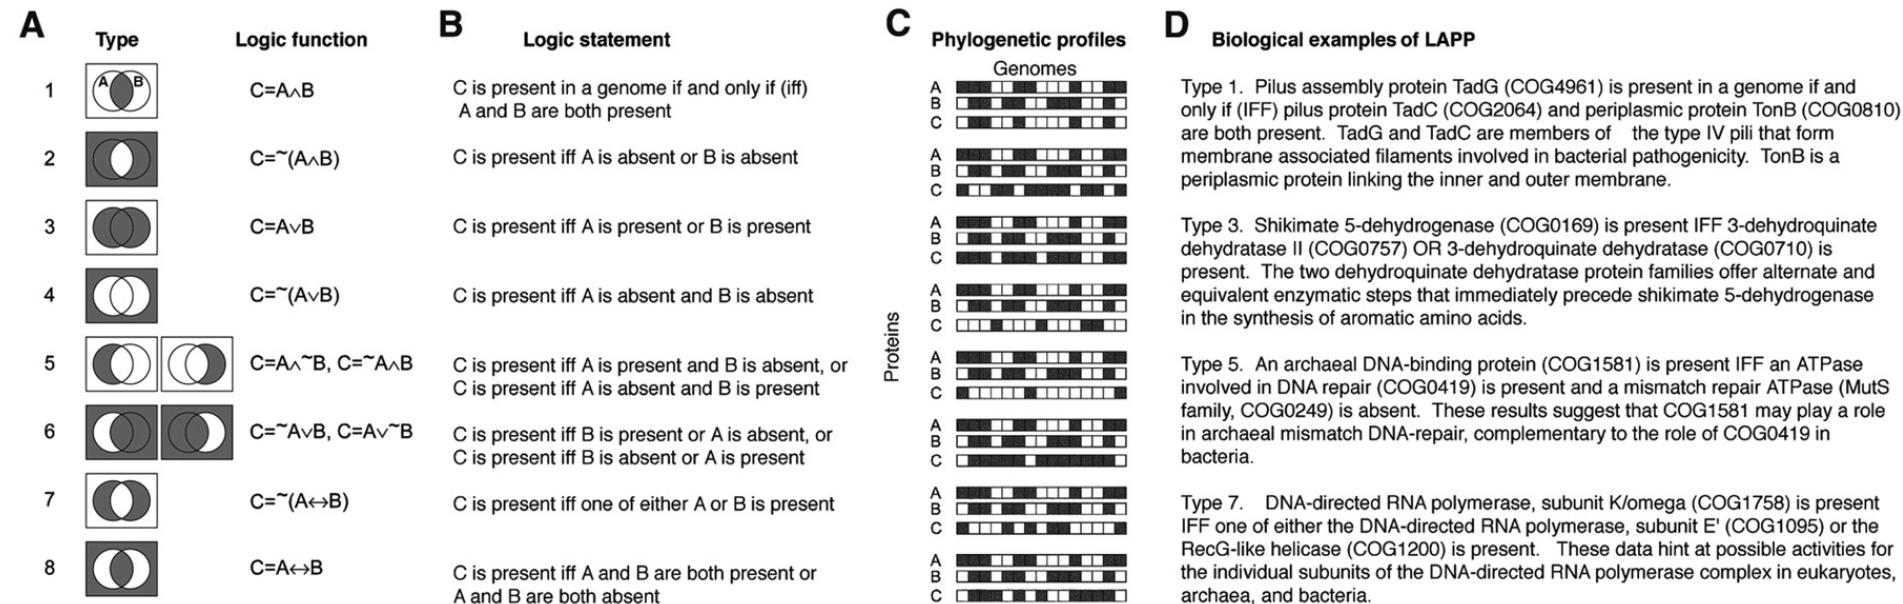 A
Type
Logic function
B
Logic statement
C
Phylogenetic profiles
Genomes
Proteins
D
Biological examples of LAPP
1
A B
C=A∧B
C is present in a genome if and only if (iff)
A and B are both present
A
B
C
2
C=~(A∧B)
C is present iff A is absent or B is absent
A
B
C
3
C=A∨B
C is present iff A is present or B is present
A
B
C
4
C=~(A∨B)
C is present iff A is absent and B is absent
A
B
C
5
C=A∧~B, C=~A∧B
C is present iff A is present and B is absent, or
C is present iff A is absent and B is present
A
B
C
6
C=~A∨B, C=A∨~B
C is present iff B is present or A is absent, or
C is present iff B is absent or A is present
A
B
C
7
C=~(A↔B)
C is present iff one of either A or B is present
A
B
C
8
C=A↔B
C is present iff A and B are both present or
A and B are both absent
A
B
C
Type 1. Pilus assembly protein TadG (COG4961) is present in a genome if and
only if (IFF) pilus protein TadC (COG2064) and periplasmic protein TonB (COG0810)
are both present. TadG and TadC are members of the type IV pili that form
membrane associated filaments involved in bacterial pathogenicity. TonB is a
periplasmic protein linking the inner and outer membrane.
Type 3. Shikimate 5-dehydrogenase (COG0169) is present IFF 3-dehydroquinate
dehydratase II (COG0757) OR 3-dehydroquinate dehydratase (COG0710) is
present. The two dehydroquinate dehydratase protein families offer alternate and
equivalent enzymatic steps that immediately precede shikimate 5-dehydrogenase
in the synthesis of aromatic amino acids.
Type 5. An archaeal DNA-binding protein (COG1581) is present IFF an ATPase
involved in DNA repair (COG0419) is present and a mismatch repair ATPase (MutS
family, COG0249) is absent. These results suggest that COG1581 may play a role
in archaeal mismatch DNA-repair, complementary to the role of COG0419 in
bacteria.
Type 7. DNA-directed RNA polymerase, subunit K/omega (COG1758) is present
IFF one of either the DNA-directed RNA polymerase, subunit E' (COG1095) or the
RecG-like helicase (COG1200) is present. These data hint at possible activities for
the individual subunits of the DNA-directed RNA polymerase complex in eukaryotes,
archaea, and bacteria.